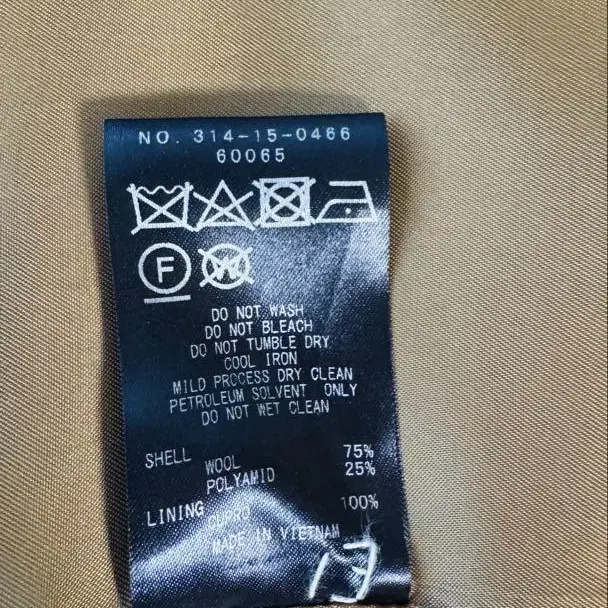 NO. 314-15-0466
60065
F W
DO NOT WASH
DO NOT BLEACH
DO NOT TUMBLE DRY
COOL IRON
MILD PROCESS DRY CLEAN
PETROLEUM SOLVENT ONLY
DO NOT WET CLEAN
SHELL
WOOL 75%
POLYAMID 25%
LINING
CUPRO 100%
MADE IN VIETNAM